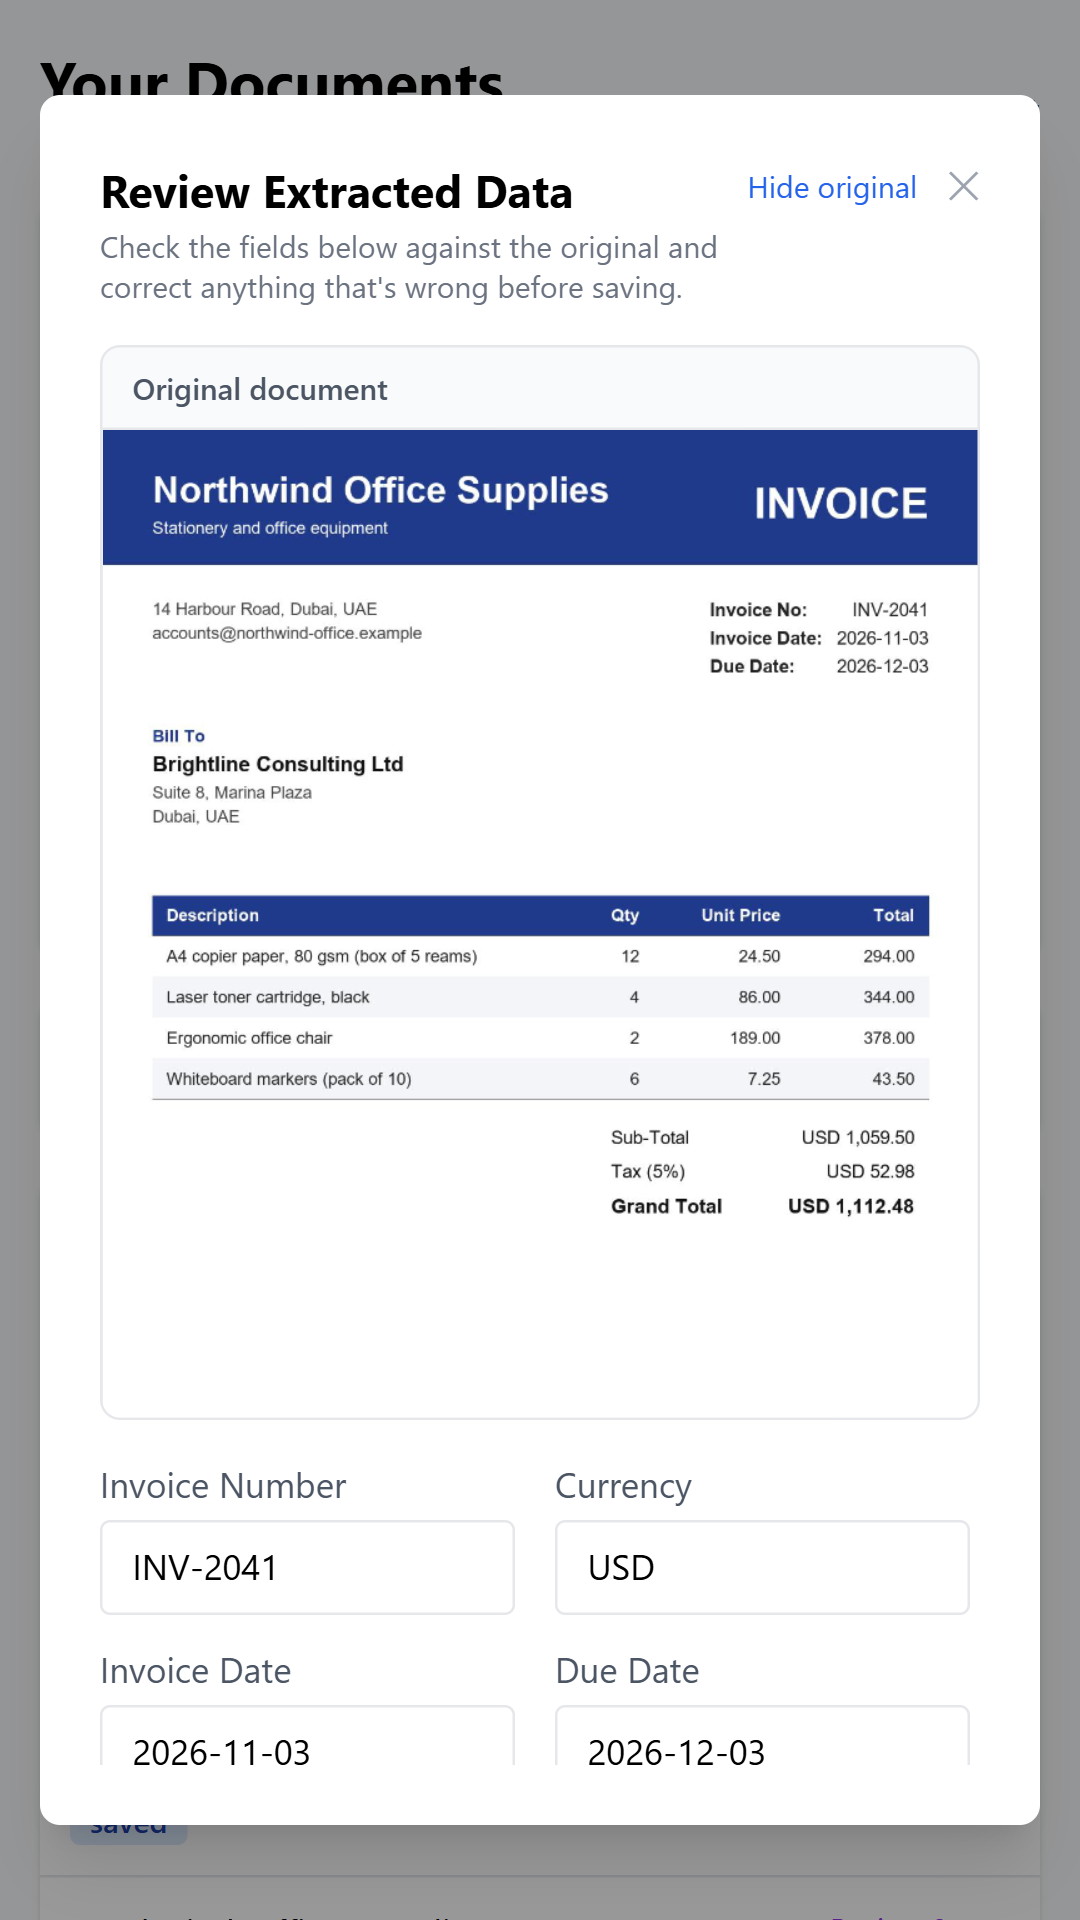 Your Documents
Review Extracted Data
Hide original
Check the fields below against the original and
correct anything that's wrong before saving.
Original document
Northwind Office Supplies
Stationery and office equipment
INVOICE
14 Harbour Road, Dubai, UAE
accounts@northwind-office.example
Invoice No: INV-2041
Invoice Date: 2026-11-03
Due Date: 2026-12-03
Bill To
Brightline Consulting Ltd
Suite 8, Marina Plaza
Dubai, UAE
Description Qty Unit Price Total
A4 copier paper, 80 gsm (box of 5 reams) 12 24.50 294.00
Laser toner cartridge, black 4 86.00 344.00
Ergonomic office chair 2 189.00 378.00
Whiteboard markers (pack of 10) 6 7.25 43.50
Sub-Total USD 1,059.50
Tax (5%) USD 52.98
Grand Total USD 1,112.48
Invoice Number Currency
INV-2041 USD
Invoice Date Due Date
2026-11-03 2026-12-03
saved